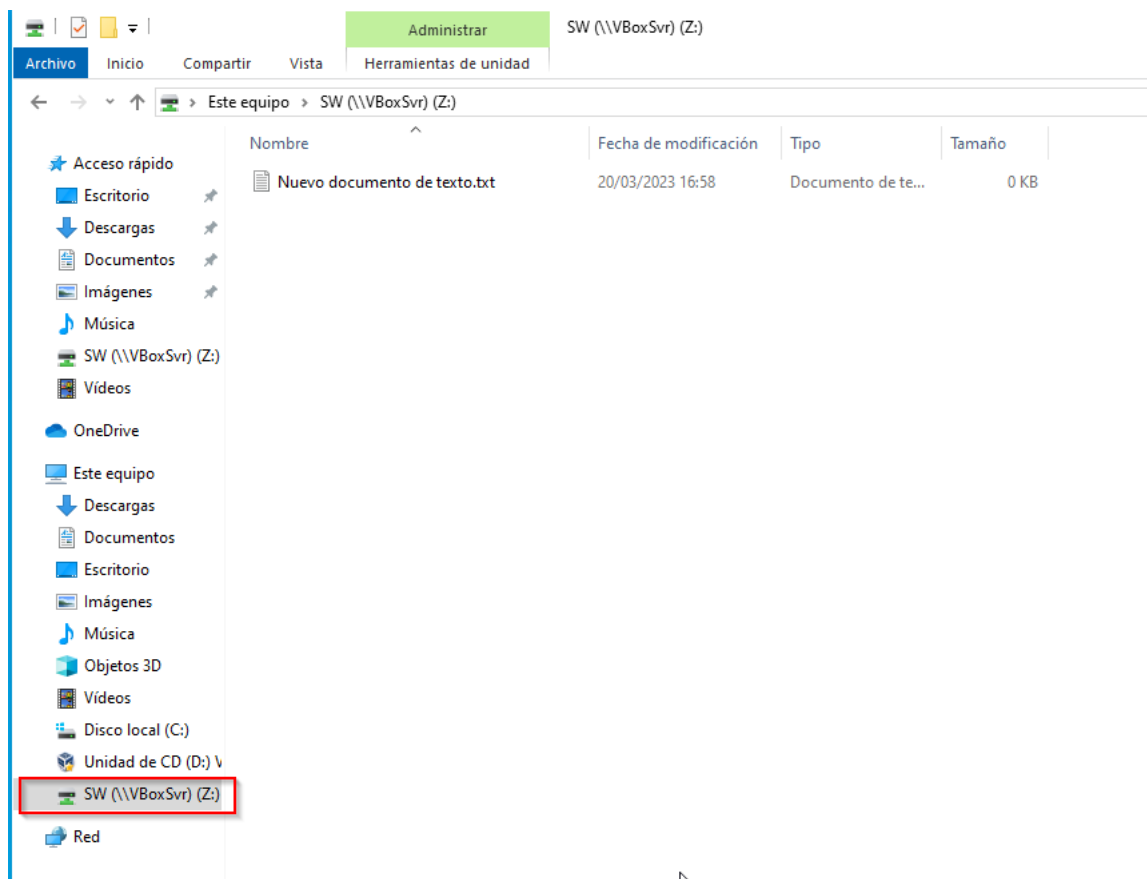 Administrar SW (\\VBoxSvr) (Z:)
Archivo Inicio Compartir Vista Herramientas de unidad
Este equipo SW (\\VBoxSvr) (Z:)
Nombre Fecha de modificación Tipo Tamaño
Nuevo documento de texto.txt 20/03/2023 16:58 Documento de te... 0 KB
Acceso rápido
Escritorio
Descargas
Documentos
Imágenes
Música
SW (\\VBoxSvr) (Z:)
Vídeos
OneDrive
Este equipo
Descargas
Documentos
Escritorio
Imágenes
Música
Objetos 3D
Vídeos
Disco local (C:)
Unidad de CD (D:) V
SW (\\VBoxSvr) (Z:)
Red